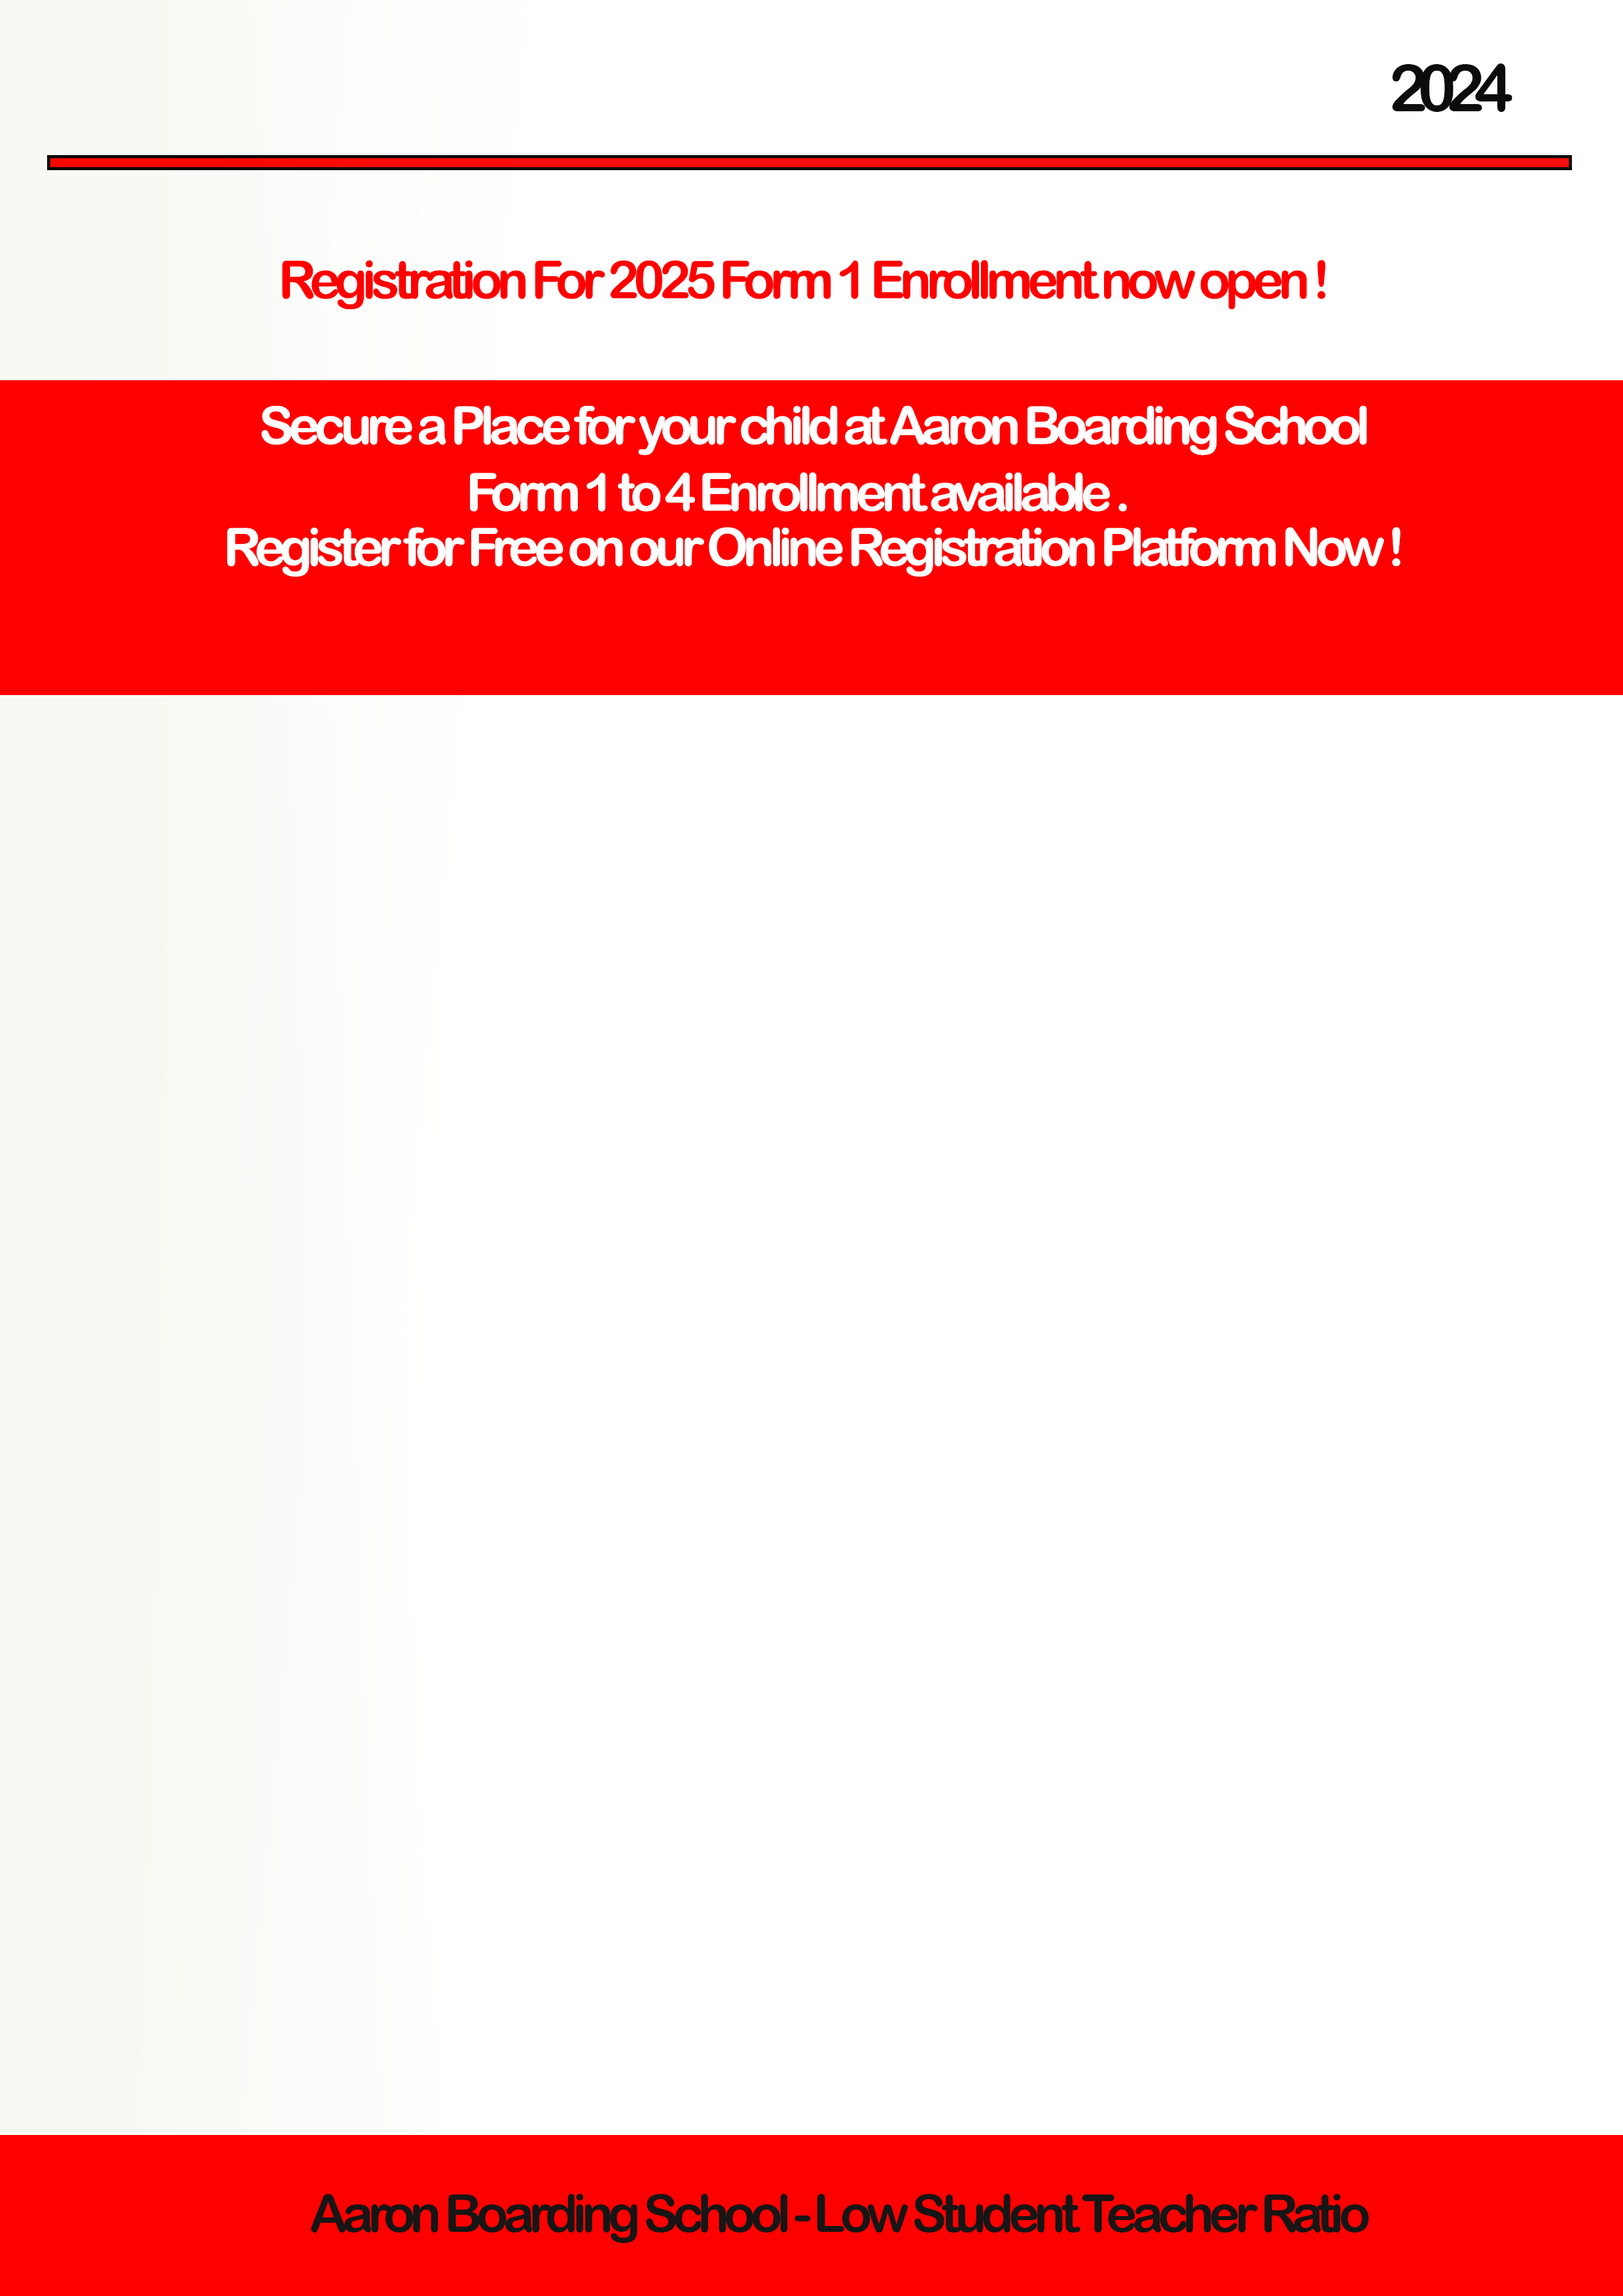 2024
Registration For 2025 Form 1 Enrollment now open !
Secure a Place for your child at Aaron Boarding School
Form 1 to 4 Enrollment available .
Register for Free on our Online Registration Platform Now !
Aaron Boarding School - Low Student Teacher Ratio